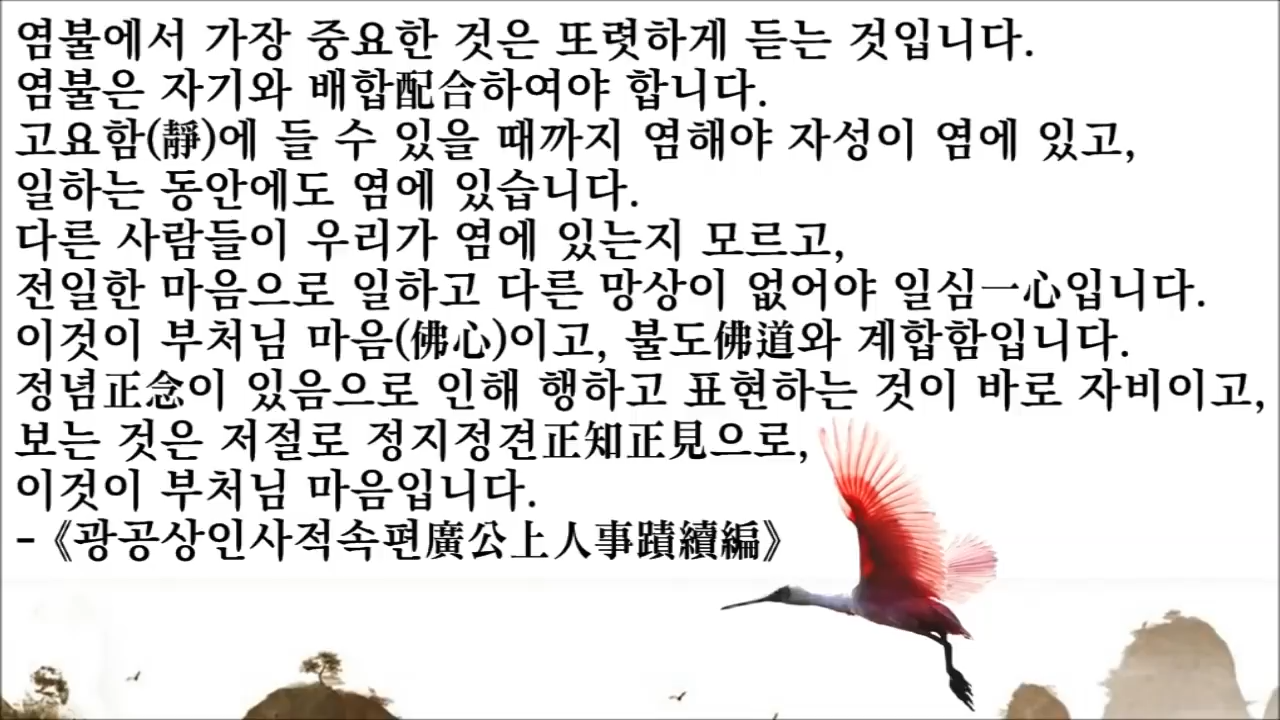 염불에서 가장 중요한 것은 또렷하게 듣는 것입니다.
염불은 자기와 배합配合하여야 합니다.
고요함(靜)에 들 수 있을 때까지 염해야 자성이 염에 있고,
일하는 동안에도 염에 있습니다.
다른 사람들이 우리가 염에 있는지 모르고,
전일한 마음으로 일하고 다른 망상이 없어야 일심一心입니다.
이것이 부처님 마음(佛心)이고, 불도佛道와 계합함입니다.
정념正念이 있음으로 인해 행하고 표현하는 것이 바로 자비이고,
보는 것은 저절로 정지정견正知正見으로,
이것이 부처님 마음입니다.
-《광공상인사적속편廣公上人事蹟續編》